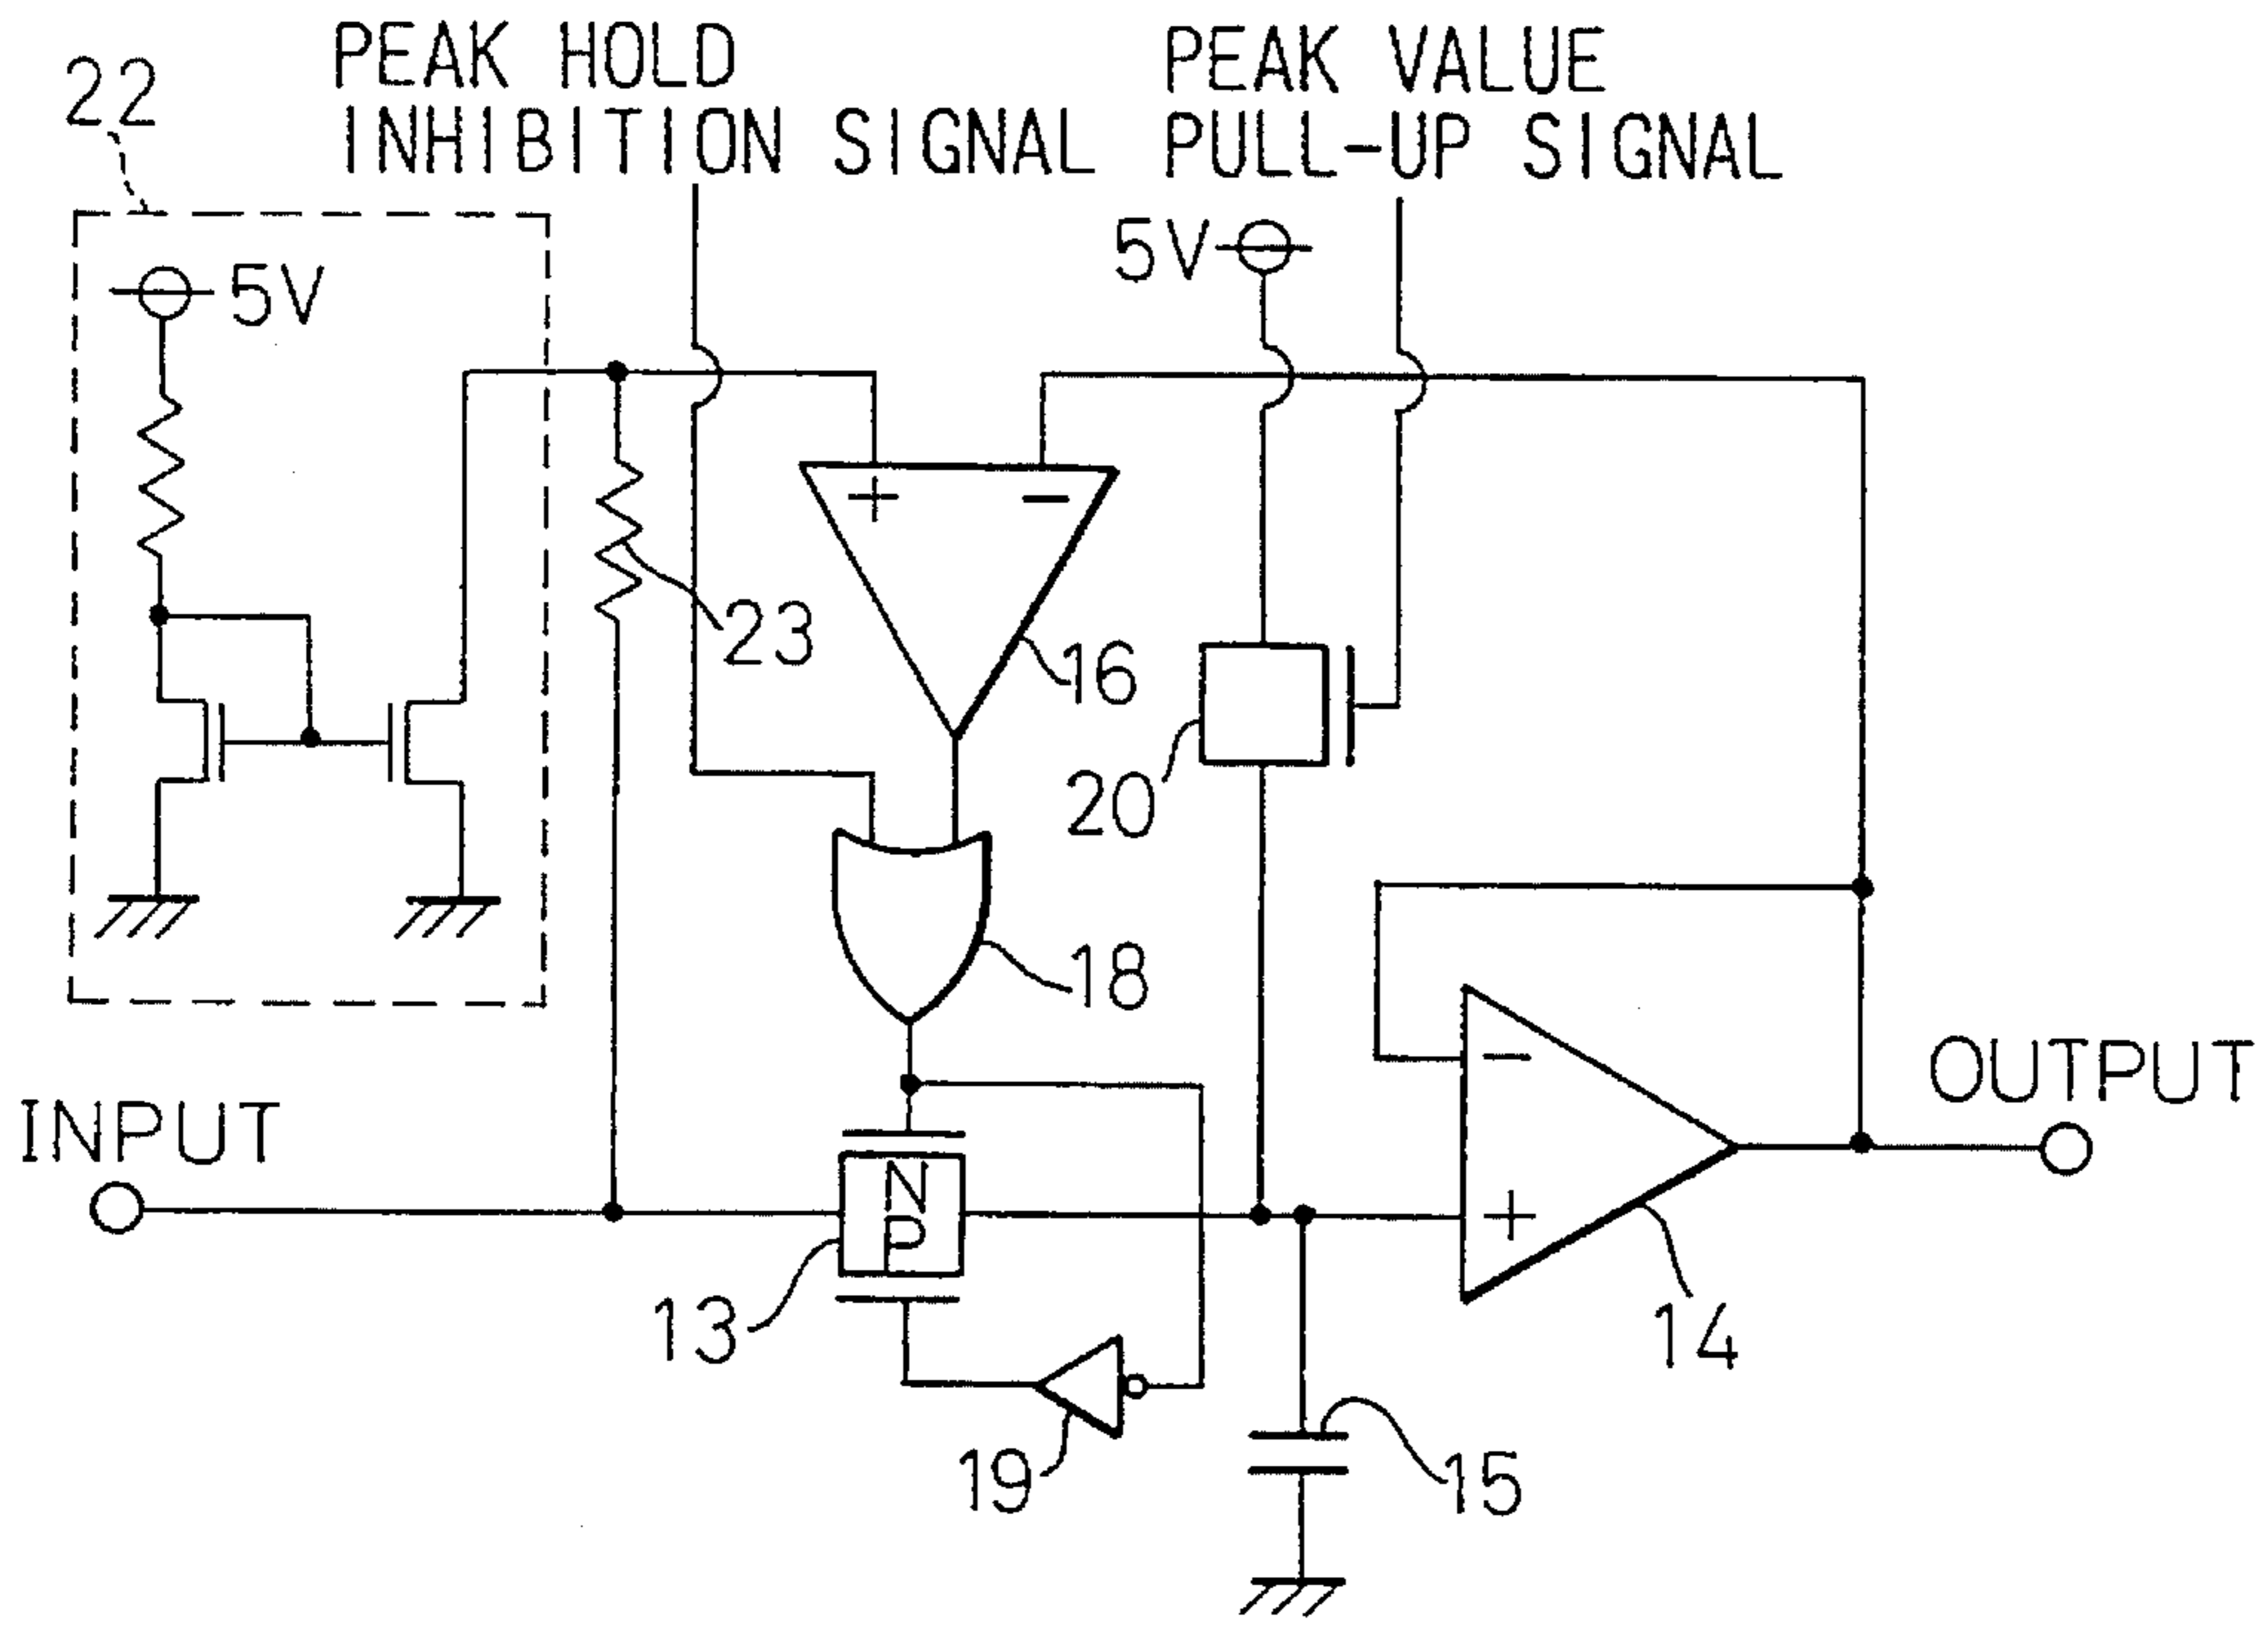 22
PEAK HOLD
INHIBITION SIGNAL
PEAK VALUE
PULL-UP SIGNAL
5V
5V
+
−
23
16
20
18
INPUT
N
P
13
19
−
+
14
15
OUTPUT